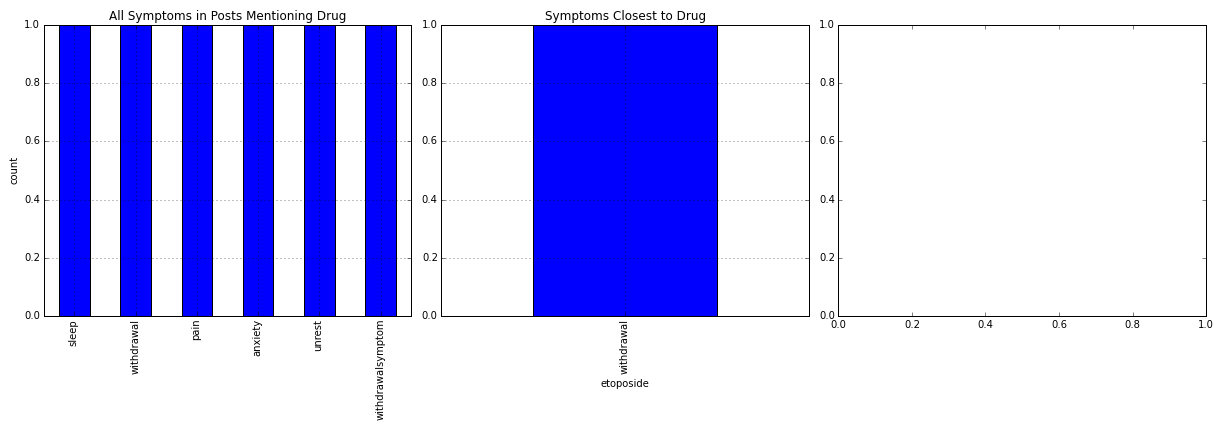 All Symptoms in Posts Mentioning Drug
1.0
0.8
0.6
0.4
0.2
0.0
count
sleep
withdrawal
pain
anxiety
unrest
withdrawalsymptom
Symptoms Closest to Drug
1.0
0.8
0.6
0.4
0.2
0.0
withdrawal
etoposide
1.0
0.8
0.6
0.4
0.2
0.0
0.0 0.2 0.4 0.6 0.8 1.0